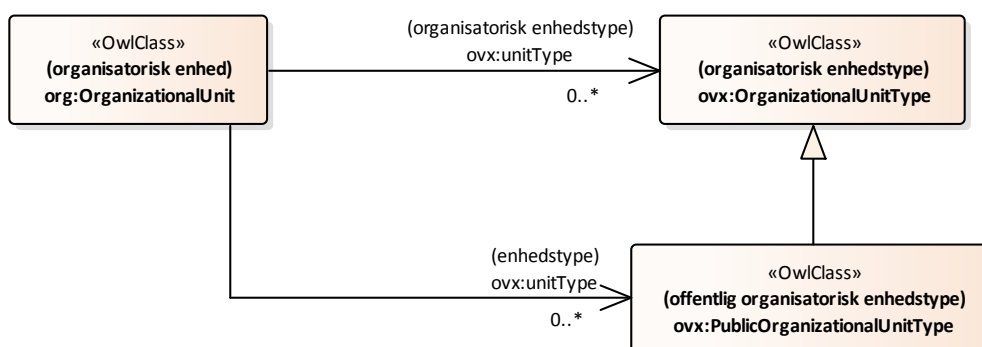 «OwlClass»
(organisatorisk enhed)
org:OrganizationalUnit
(organisatorisk enhedstype)
ovx:unitType
0..*
«OwlClass»
(organisatorisk enhedstype)
ovx:OrganizationalUnitType
(enhedstype)
ovx:unitType
0..*
«OwlClass»
(offentlig organisatorisk enhedstype)
ovx:PublicOrganizationalUnitType